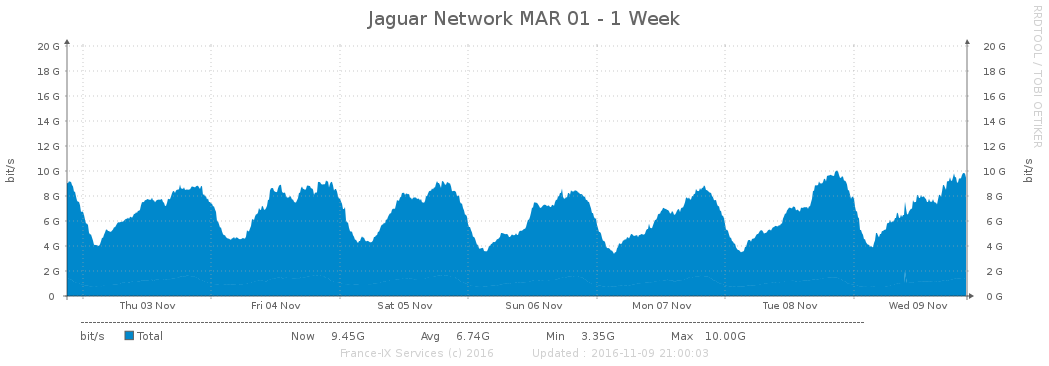 Jaguar Network MAR 01 - 1 Week
RRDTOOL / TOBI OETIKER
20 G 20 G
18 G 18 G
16 G 16 G
14 G 14 G
12 G 12 G
10 G 10 G
8 G 8 G
6 G 6 G
4 G 4 G
2 G 2 G
0 0 G
bit/s bit/s
Thu 03 Nov Fri 04 Nov Sat 05 Nov Sun 06 Nov Mon 07 Nov Tue 08 Nov Wed 09 Nov
bit/s Total Now 9.45G Avg 6.74G Min 3.35G Max 10.00G
France-IX Services (c) 2016 Updated : 2016-11-09 21:00:03